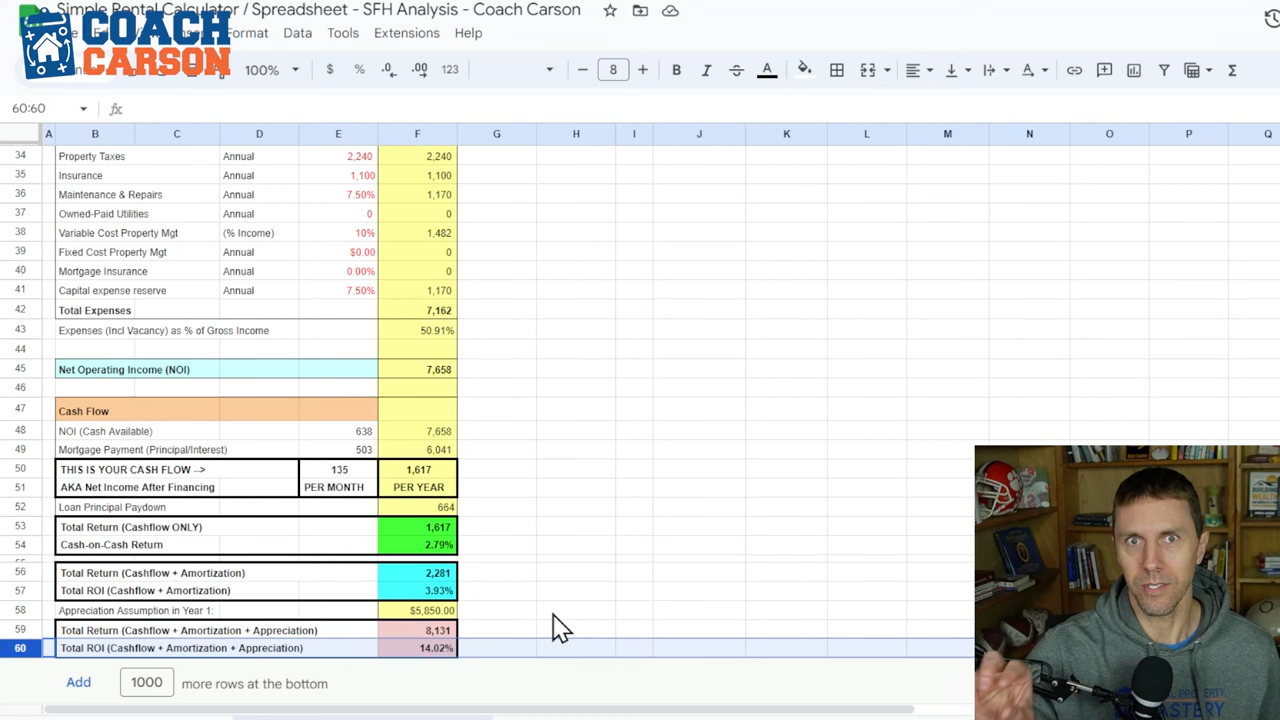 Simple Rental Calculator / Spreadsheet - SFH Analysis - Coach Carson
COACH
CARSON
Format Data Tools Extensions Help
100% $ % .0 .00 123 − 8 + B I A Σ
60:60 fx
A B C D E F G H I J K L M N O P Q
34 Property Taxes Annual 2,240 2,240
35 Insurance Annual 1,100 1,100
36 Maintenance & Repairs Annual 7.50% 1,170
37 Owned-Paid Utilities Annual 0 0
38 Variable Cost Property Mgt (% Income) 10% 1,482
39 Fixed Cost Property Mgt Annual $0.00 0
40 Mortgage Insurance Annual 0.00% 0
41 Capital expense reserve Annual 7.50% 1,170
42 Total Expenses 7,162
43 Expenses (Incl Vacancy) as % of Gross Income 50.91%
44
45 Net Operating Income (NOI) 7,658
46
47 Cash Flow
48 NOI (Cash Available) 638 7,658
49 Mortgage Payment (Principal/Interest) 503 6,041
50 THIS IS YOUR CASH FLOW --> 135 1,617
51 AKA Net Income After Financing PER MONTH PER YEAR
52 Loan Principal Paydown 664
53 Total Return (Cashflow ONLY) 1,617
54 Cash-on-Cash Return 2.79%
56 Total Return (Cashflow + Amortization) 2,281
57 Total ROI (Cashflow + Amortization) 3.93%
58 Appreciation Assumption in Year 1: $5,850.00
59 Total Return (Cashflow + Amortization + Appreciation) 8,131
60 Total ROI (Cashflow + Amortization + Appreciation) 14.02%
Add 1000 more rows at the bottom
BUILDING
WEALTH
PROPERTY